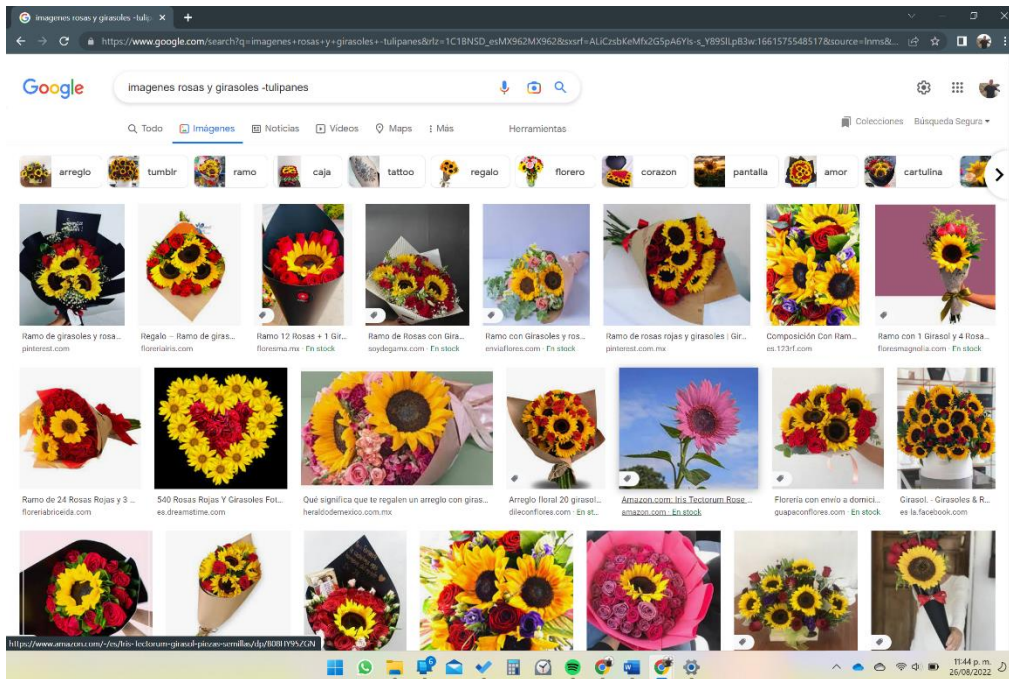 imagenes rosas y girasoles -tulip
https://www.google.com/search?q=imagenes+rosas+y+girasoles+-tulipanes&rlz=1C18NSD_esMX962MX962&sxsrf=ALiCzsbKeMfx2G5pA6YIs-s_Y89SlLpB3w:1661575548517&source=lnms&...
Google
imagenes rosas y girasoles -tulipanes
Todo Imágenes Noticias Videos Maps Más Herramientas
Colecciones Búsqueda Segura
arreglo tumblr ramo caja tattoo regalo florero corazon pantalla amor cartulina
Ramo de girasoles y rosa... Regalo – Ramo de giras... Ramo 12 Rosas + 1 Gir... Ramo de Rosas con Gira... Ramo con Girasoles y ros... Ramo de rosas rojas y girasoles | Gir... Composición Con Ram... Ramo con 1 Girasol y 4 Rosa...
pinterest.com floreriairis.com floresma.mx · En stock soydegamx.com · En stock enviaflores.com · En stock pinterest.com.mx es.123rf.com floresmagnolia.com · En stock
Ramo de 24 Rosas Rojas y 3 ... 540 Rosas Rojas Y Girasoles Fot... Qué significa que te regalen un arreglo con giras... Arreglo floral 20 girasol... Amazon.com: Iris Tectorum Rose ... Florería con envío a domici... Girasol. - Girasoles & R...
floreriabriceida.com es.dreamstime.com heraldodemexico.com.mx dileconflores.com · En st... amazon.com · En stock guapaconflores.com · En stock es-la.facebook.com
https://www.amazon.com/-/es/Iris-Tectorum-girasol-piezas-semillas/dp/B08HY95ZGN
11:44 p. m.
26/08/2022